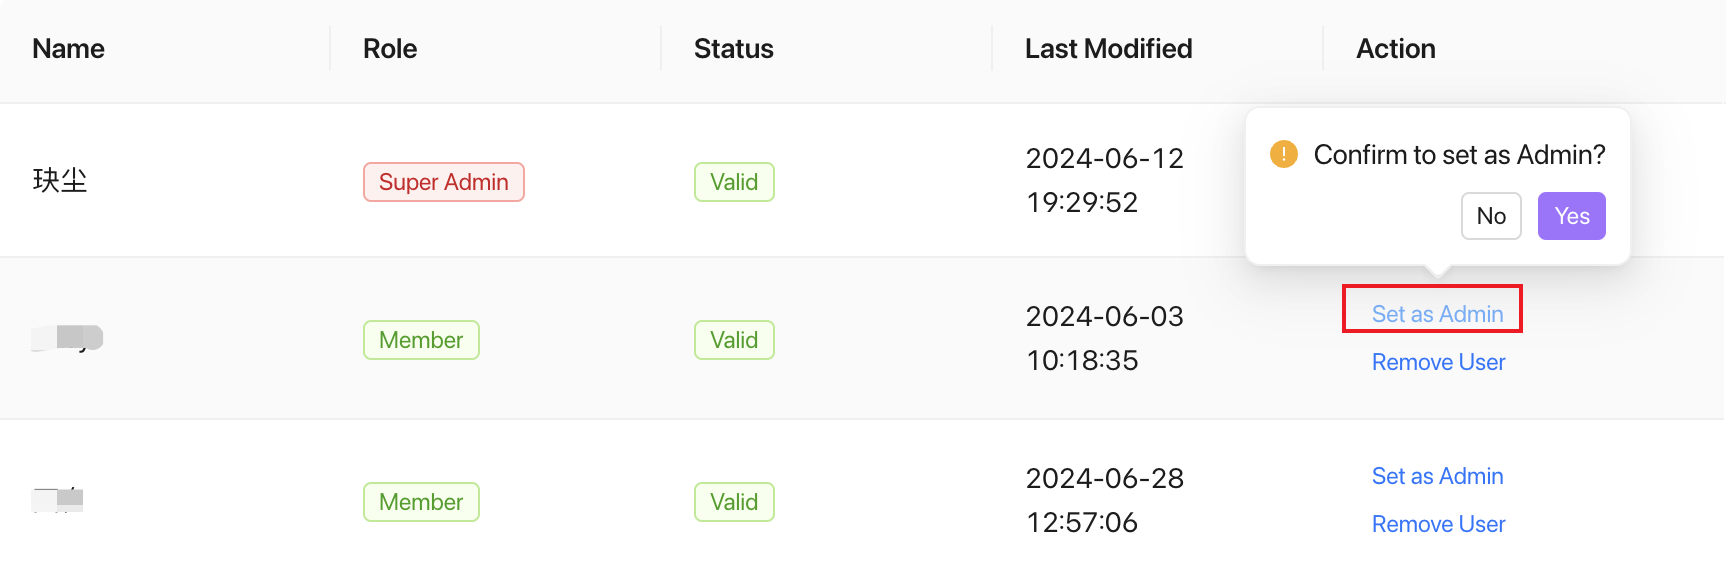 Name Role Status Last Modified Action
玦尘 Super Admin Valid 2024-06-12
19:29:52
Confirm to set as Admin?
No Yes
Member Valid 2024-06-03
10:18:35
Set as Admin
Remove User
Member Valid 2024-06-28
12:57:06
Set as Admin
Remove User